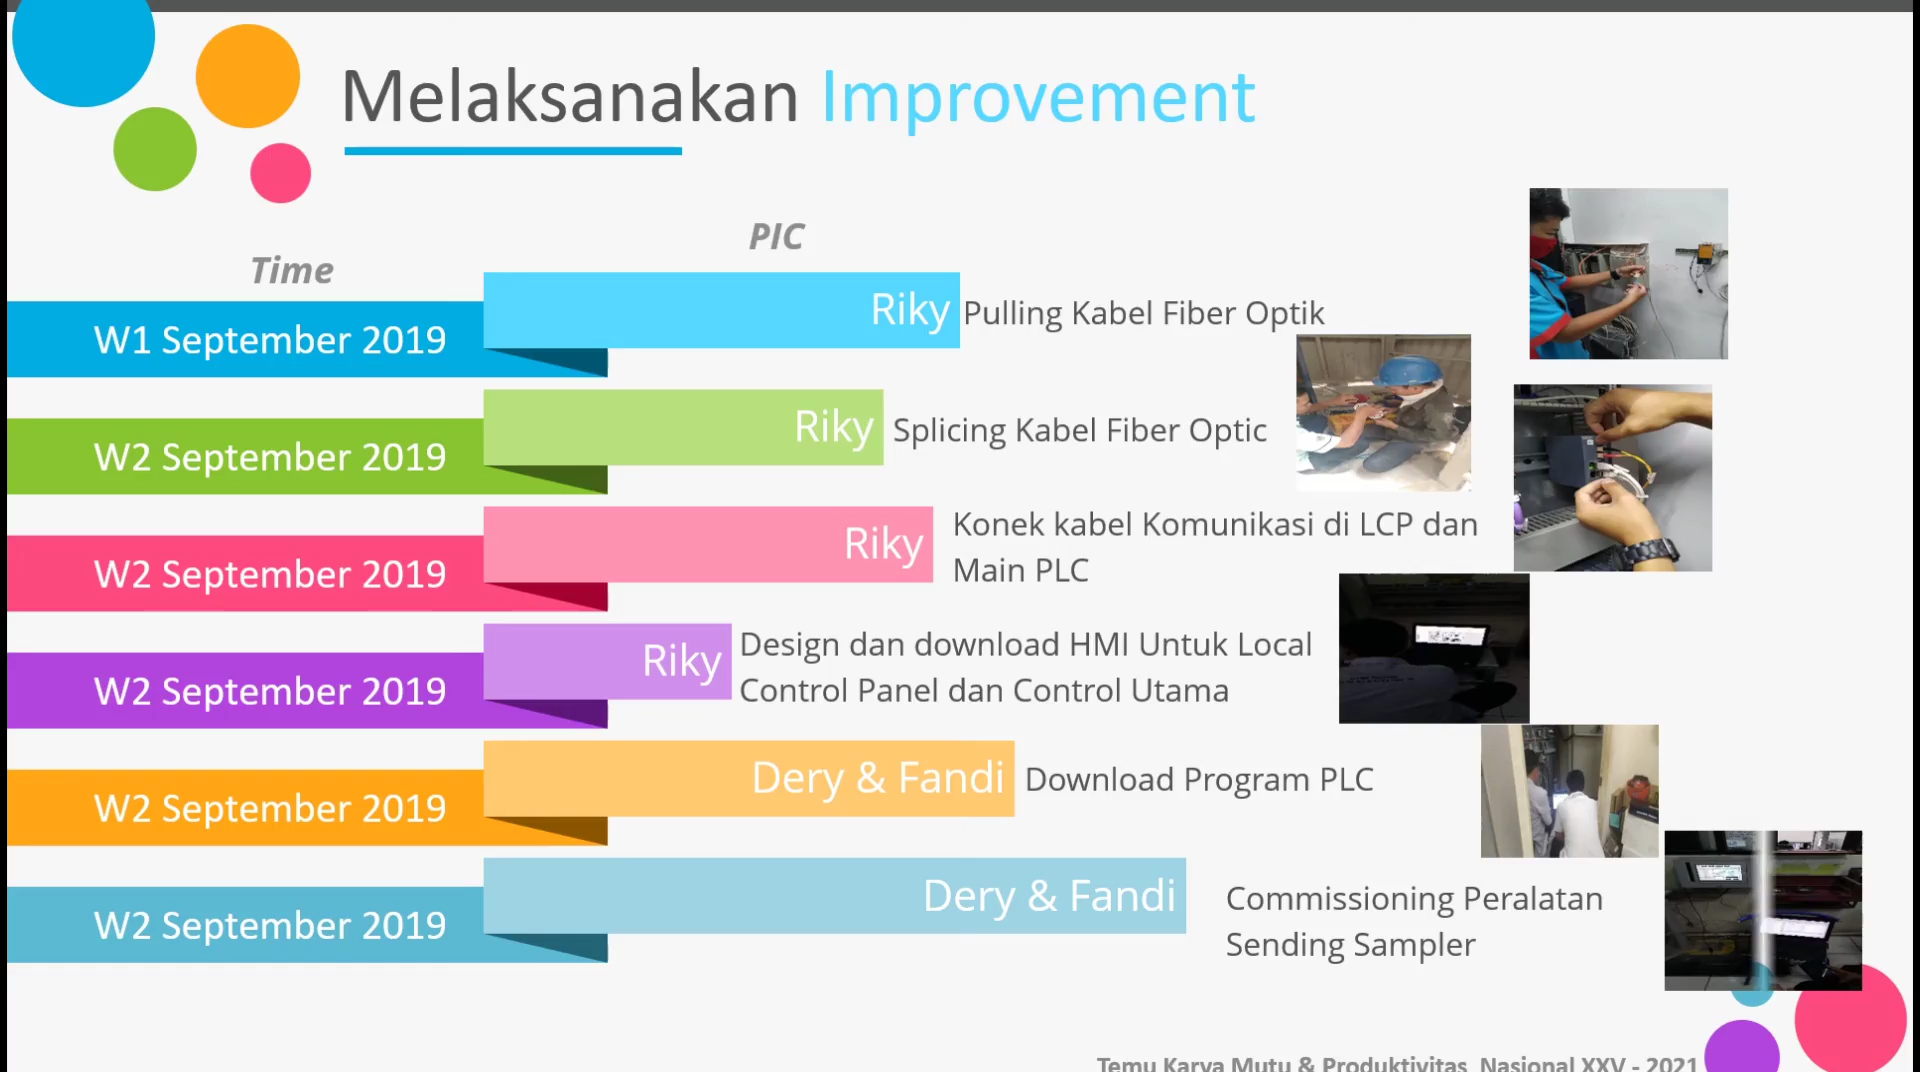 Melaksanakan Improvement
PIC
Time
W1 September 2019
Riky
Pulling Kabel Fiber Optik
W2 September 2019
Riky
Splicing Kabel Fiber Optic
W2 September 2019
Riky
Konek kabel Komunikasi di LCP dan
Main PLC
W2 September 2019
Riky
Design dan download HMI Untuk Local
Control Panel dan Control Utama
W2 September 2019
Dery & Fandi
Download Program PLC
W2 September 2019
Dery & Fandi
Commissioning Peralatan
Sending Sampler
Temu Karya Mutu & Produktivitas Nasional XXV - 2021